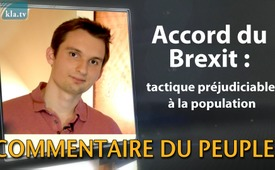 kla.tv
Accord du
Brexit :
tactique préjudiciable
à la population
COMMENTAIRE DU PEUPLE